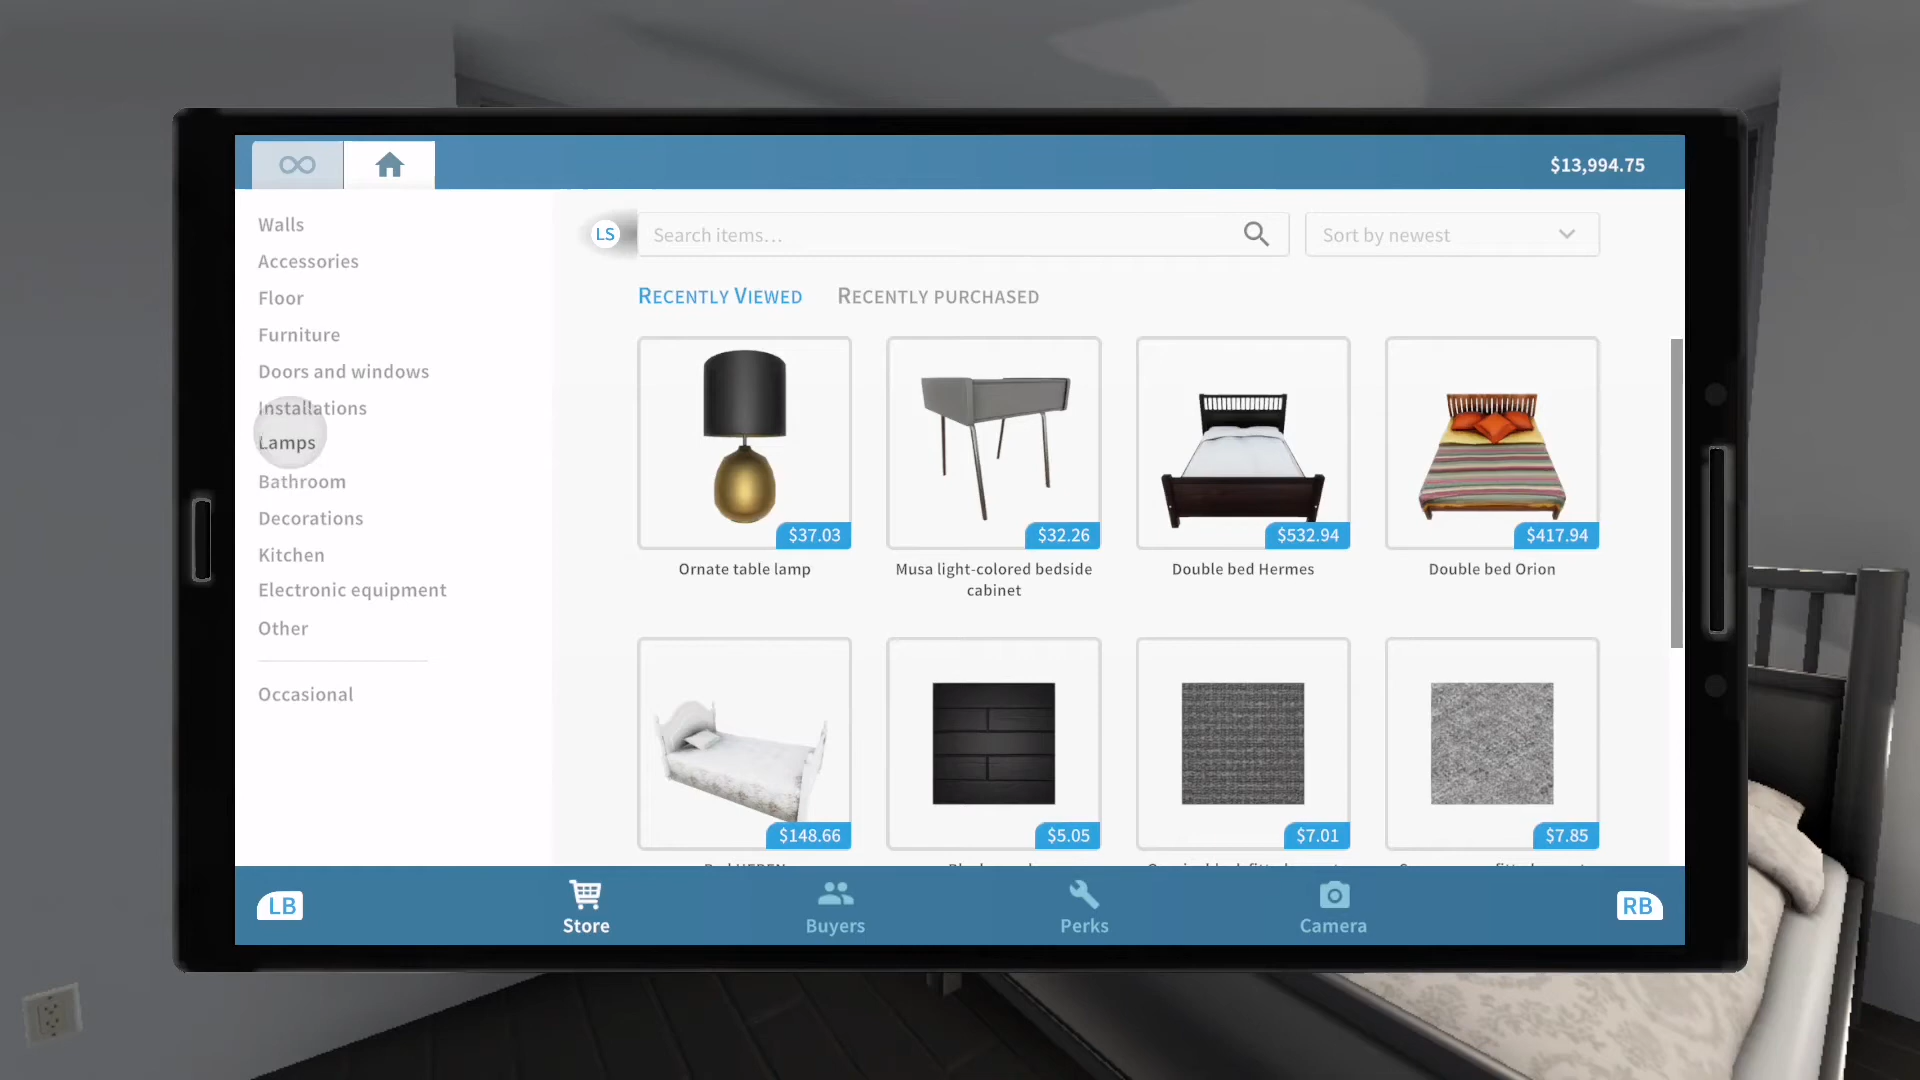 $13,994.75
Walls
Accessories
Floor
Furniture
Doors and windows
Installations
Lamps
Bathroom
Decorations
Kitchen
Electronic equipment
Other
Occasional
LS
Search items...
Sort by newest
RECENTLY VIEWED
RECENTLY PURCHASED
$37.03
$32.26
$532.94
$417.94
Ornate table lamp
Musa light-colored bedside
cabinet
Double bed Hermes
Double bed Orion
$148.66
$5.05
$7.01
$7.85
LB
Store
Buyers
Perks
Camera
RB